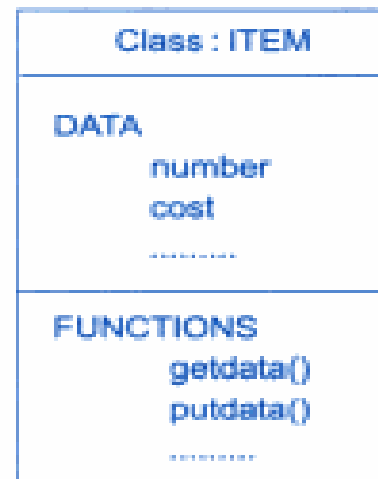 Class : ITEM
DATA
number
cost
.........
FUNCTIONS
getdata()
putdata()
.........